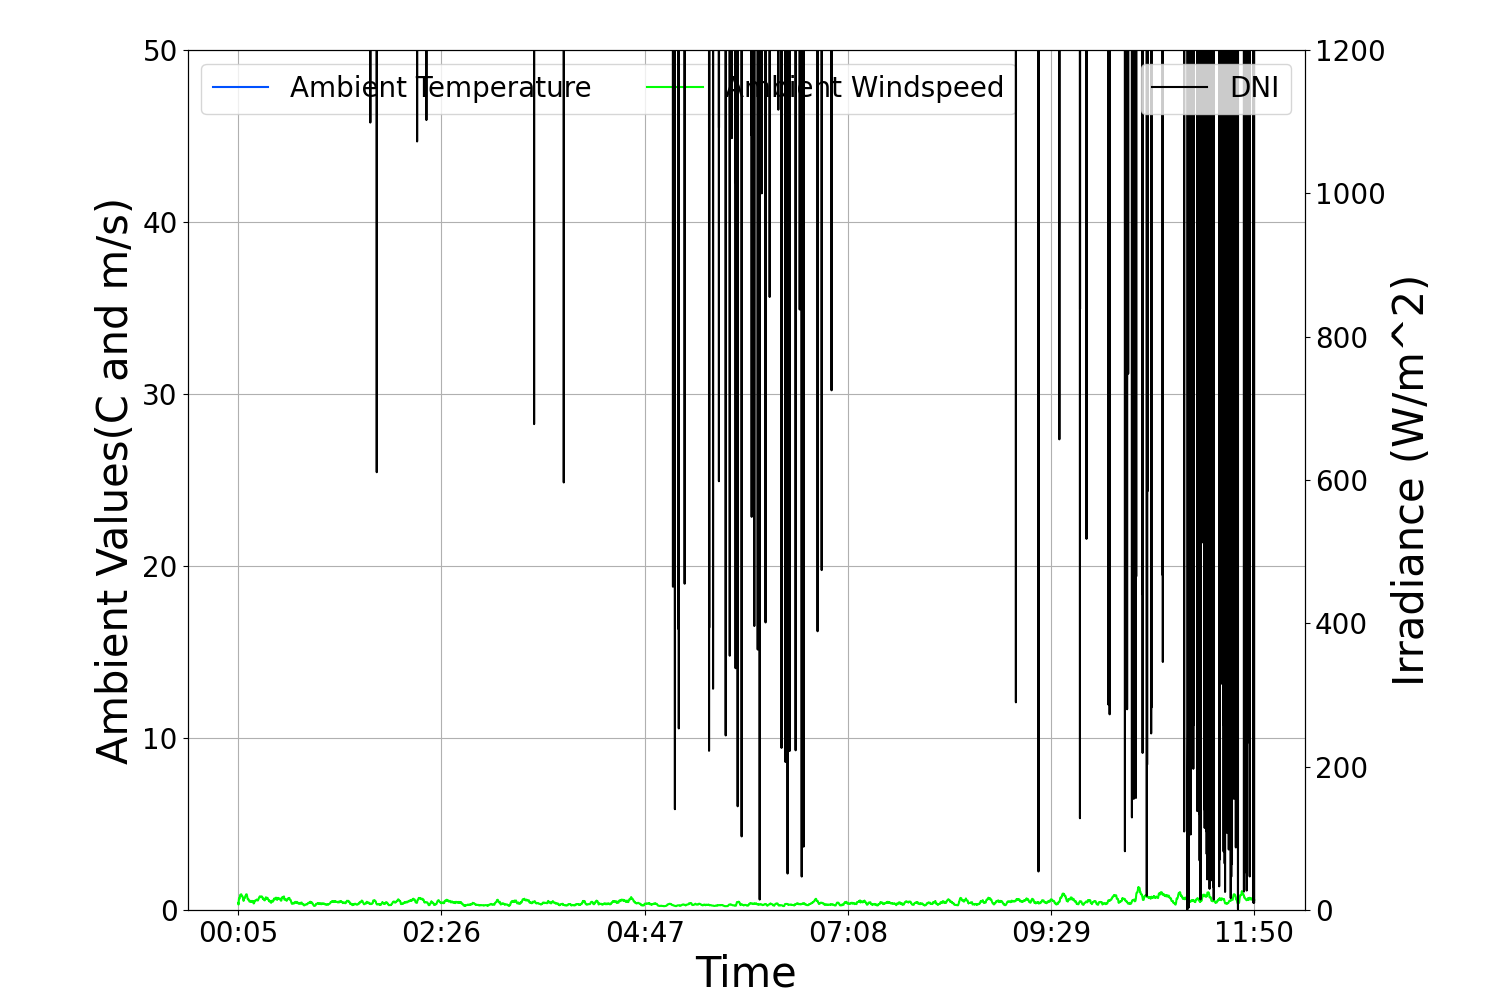 Ambient Temperature
Ambient Windspeed
DNI
50
40
30
20
10
0
Ambient Values(C and m/s)
1200
1000
800
600
400
200
0
Irradiance (W/m^2)
00:05 02:26 04:47 07:08 09:29 11:50
Time